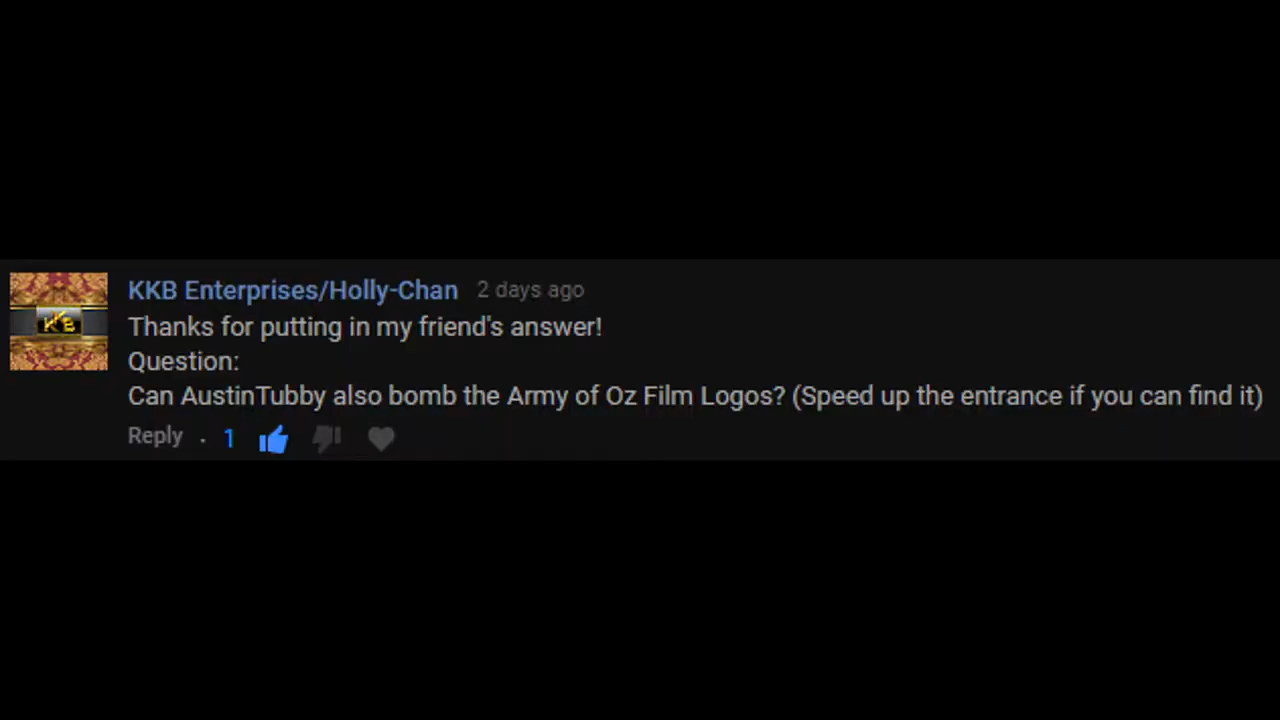 KKB
KKB Enterprises/Holly-Chan 2 days ago
Thanks for putting in my friend's answer!
Question:
Can AustinTubby also bomb the Army of Oz Film Logos? (Speed up the entrance if you can find it)
Reply . 1